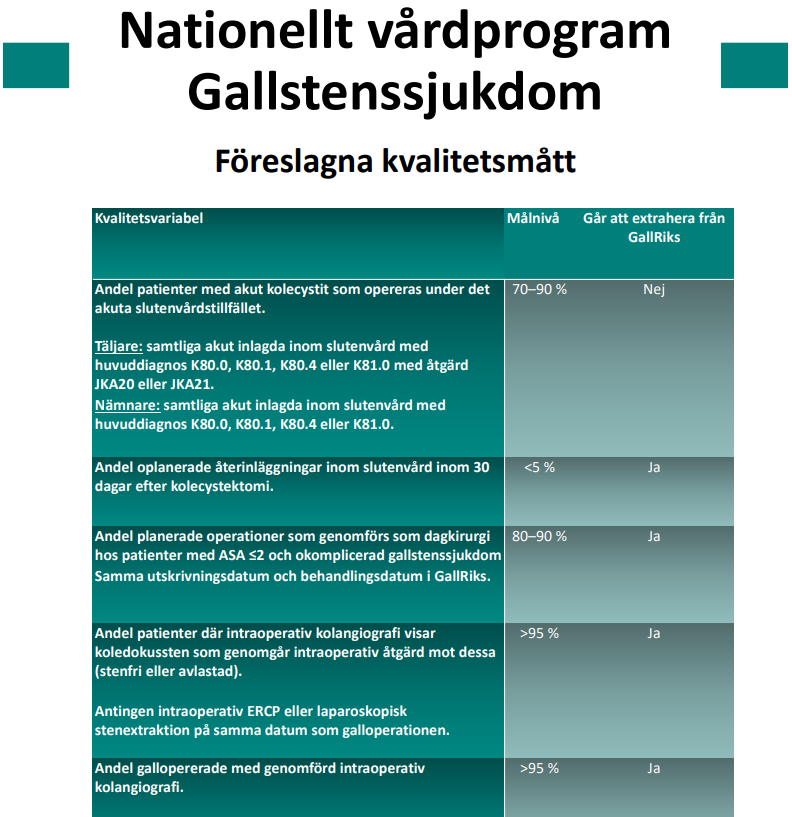 Nationellt vårdprogram
Gallstenssjukdom
Föreslagna kvalitetsmått
Kvalitetsvariabel
Målnivå
Går att extrahera från
GallRiks
Andel patienter med akut kolecystit som opereras under det
akuta slutenvårdstillfället.
Täljare: samtliga akut inlagda inom slutenvård med
huvuddiagnos K80.0, K80.1, K80.4 eller K81.0 med åtgärd
JKA20 eller JKA21.
Nämnare: samtliga akut inlagda inom slutenvård med
huvuddiagnos K80.0, K80.1, K80.4 eller K81.0.
70–90 %
Nej
Andel oplanerade återinläggningar inom slutenvård inom 30
dagar efter kolecystektomi.
<5 %
Ja
Andel planerade operationer som genomförs som dagkirurgi
hos patienter med ASA ≤2 och okomplicerad gallstenssjukdom
Samma utskrivningsdatum och behandlingsdatum i GallRiks.
80–90 %
Ja
Andel patienter där intraoperativ kolangiografi visar
koledokussten som genomgår intraoperativ åtgärd mot dessa
(stenfri eller avlastad).
Antingen intraoperativ ERCP eller laparoskopisk
stenextraktion på samma datum som galloperationen.
>95 %
Ja
Andel gallopererade med genomförd intraoperativ
kolangiografi.
>95 %
Ja